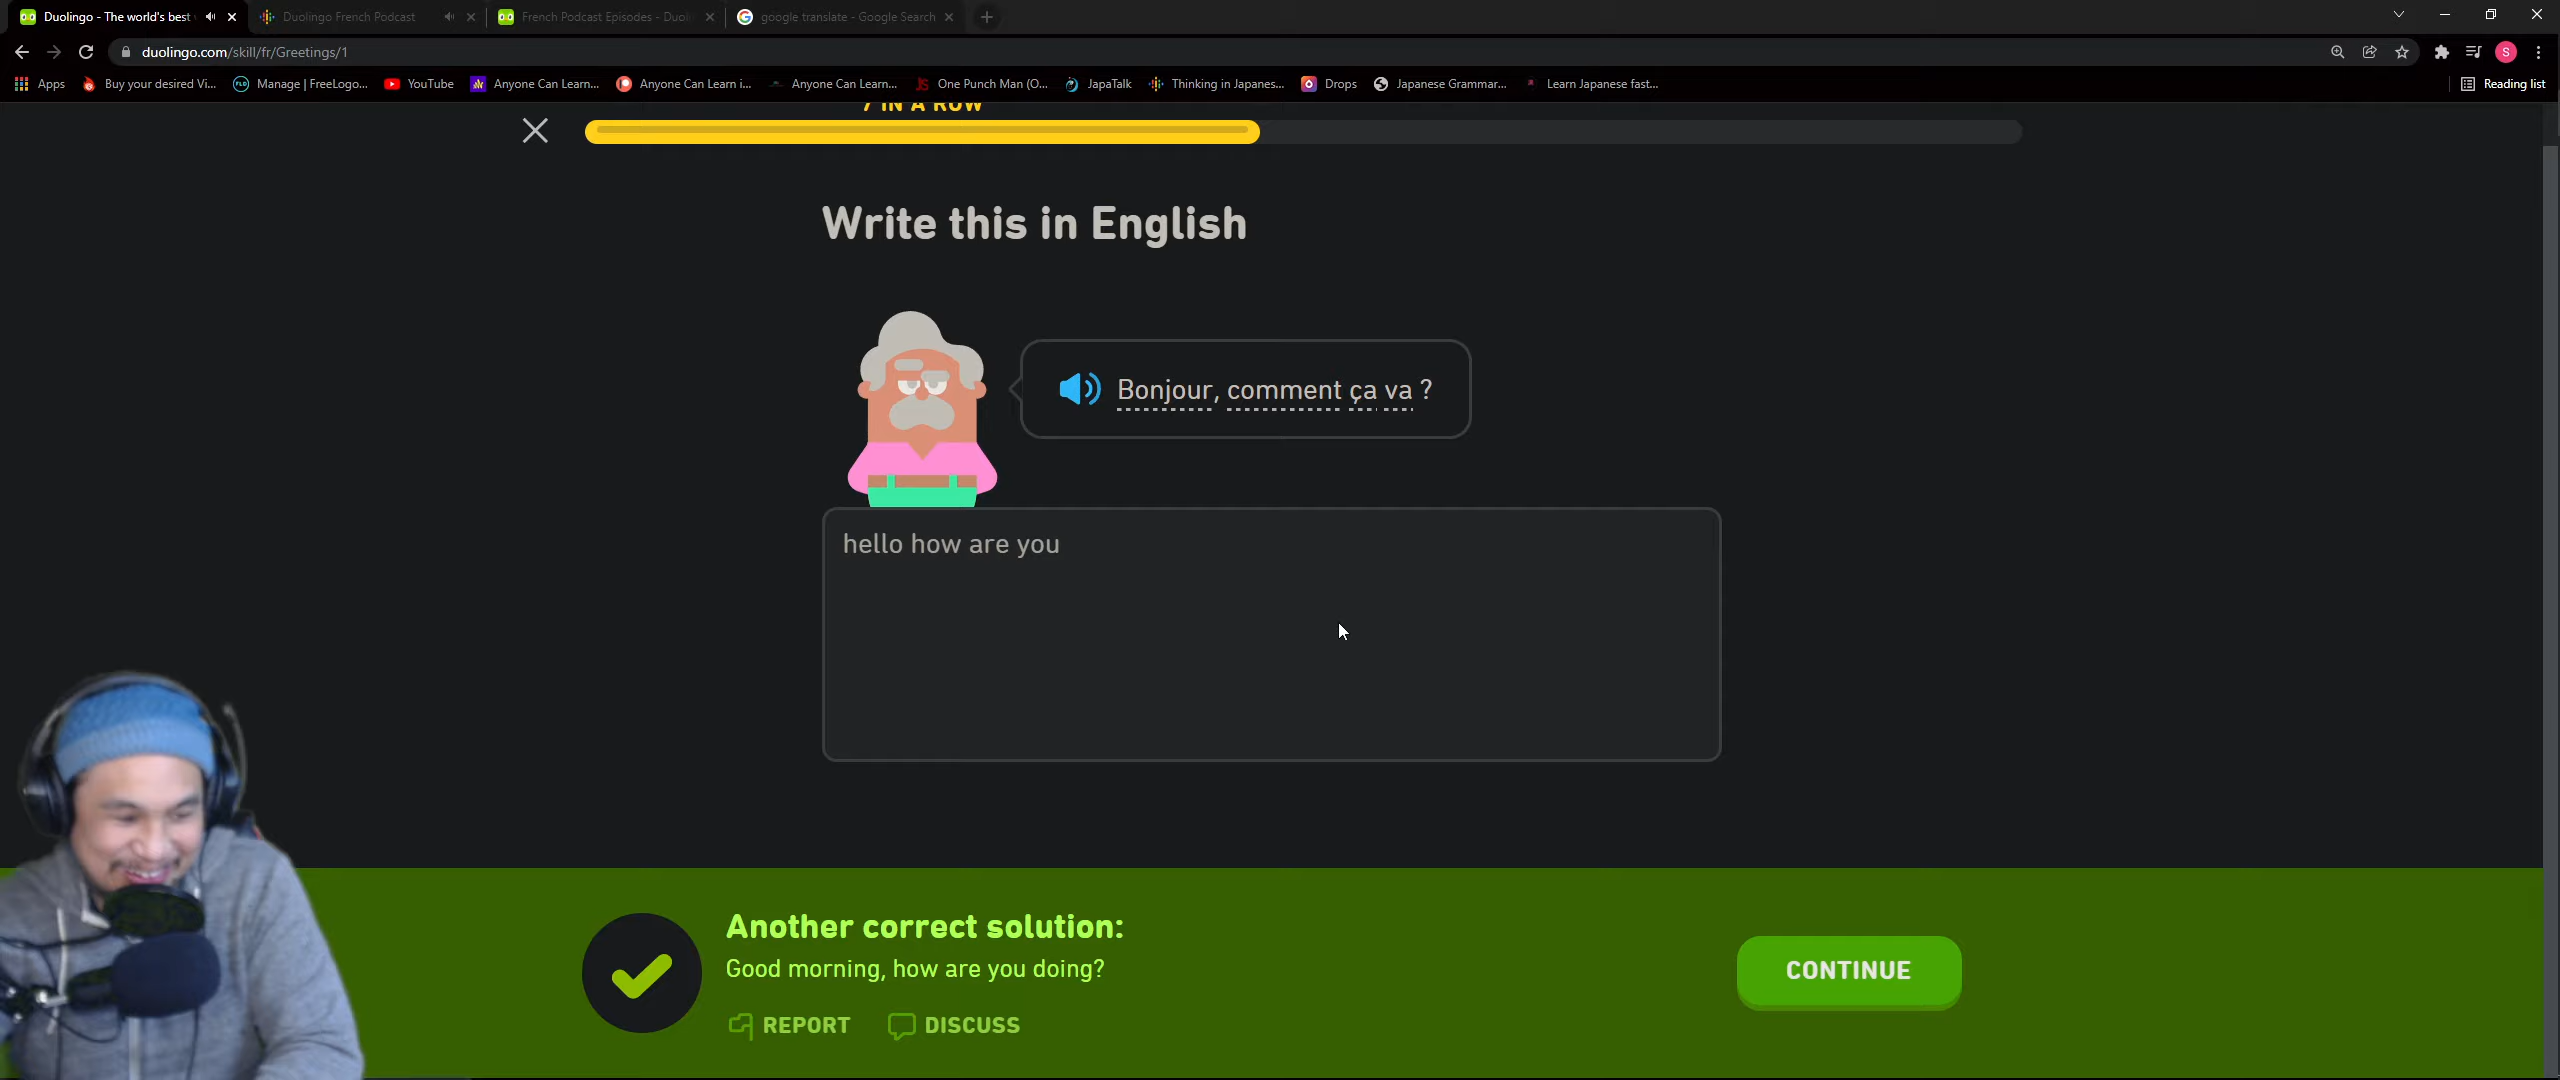 Duolingo - The world's best
Duolingo French Podcast
French Podcast Episodes - Duoli
google translate - Google Search
duolingo.com/skill/fr/Greetings/1
S
Apps
Buy your desired Vi...
Manage | FreeLogo...
YouTube
Anyone Can Learn...
Anyone Can Learn i...
Anyone Can Learn...
One Punch Man (O...
JapaTalk
Thinking in Japanes...
Drops
Japanese Grammar...
Learn Japanese fast...
Reading list
7 IN A ROW
Write this in English
Bonjour, comment ça va ?
hello how are you
Another correct solution:
Good morning, how are you doing?
CONTINUE
REPORT
DISCUSS